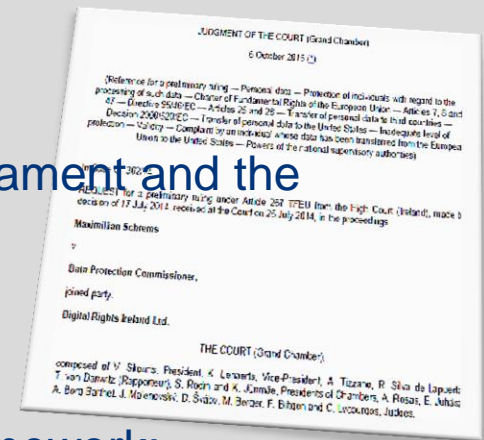 JUDGMENT OF THE COURT (Grand Chamber)
6 October 2015 (*)
(Reference for a preliminary ruling — Personal data — Protection of individuals with regard to the
processing of such data — Charter of Fundamental Rights of the European Union — Articles 7, 8 and
47 — Directive 95/46/EC — Articles 25 and 28 — Transfer of personal data to third countries —
Decision 2000/520/EC — Transfer of personal data to the United States — Inadequate level of
protection — Validity — Complaint by an individual whose data has been transferred from the European
Union to the United States — Powers of the national supervisory authorities)
ament and the
REQUEST for a preliminary ruling under Article 267 TFEU from the High Court (Ireland), made b
decision of 17 July 2014, received at the Court on 25 July 2014, in the proceedings
Maximillian Schrems
v
Data Protection Commissioner,
joined party:
Digital Rights Ireland Ltd,
THE COURT (Grand Chamber),
composed of V. Skouris, President, K. Lenaerts, Vice-President, A. Tizzano, R. Silva de Lapuerta
T. von Danwitz (Rapporteur), S. Rodin and K. Jürimäe, Presidents of Chambers, A. Rosas, E. Juhász
A. Borg Barthet, J. Malenovský, D. Šváby, M. Berger, F. Biltgen and C. Lycourgos, Judges,